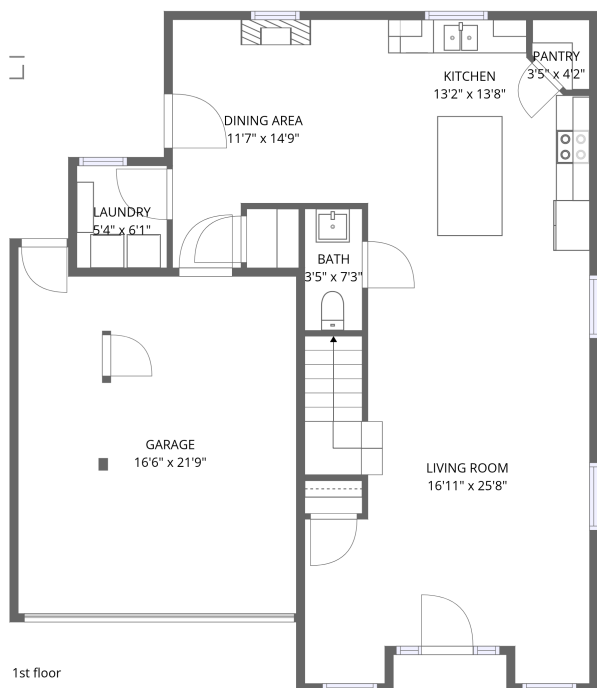 PANTRY
3'5" x 4'2"
KITCHEN
13'2" x 13'8"
DINING AREA
11'7" x 14'9"
LAUNDRY
5'4" x 6'1"
BATH
3'5" x 7'3"
GARAGE
16'6" x 21'9"
LIVING ROOM
16'11" x 25'8"
1st floor